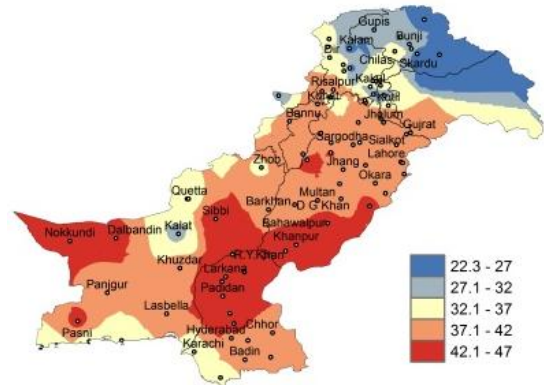 Gupis
Kalam
Bunji
Dir
Chilas
Skardu
Risalpur
Kakul
Kotli
Bannu
Jhelum
Gujrat
Sargodha
Sialkot
Zhob
Jhang
Lahore
Okara
Quetta
Multan
Barkhan
D G Khan
Sibbi
Kalat
Bahawalpur
Nokkundi
Dalbandin
Khanpur
Khuzdar
R.Y.Khan
Larkana
Panjgur
Padidan
Lasbella
Pasni
Hyderabad
Chhor
Karachi
Badin
22.3 - 27
27.1 - 32
32.1 - 37
37.1 - 42
42.1 - 47